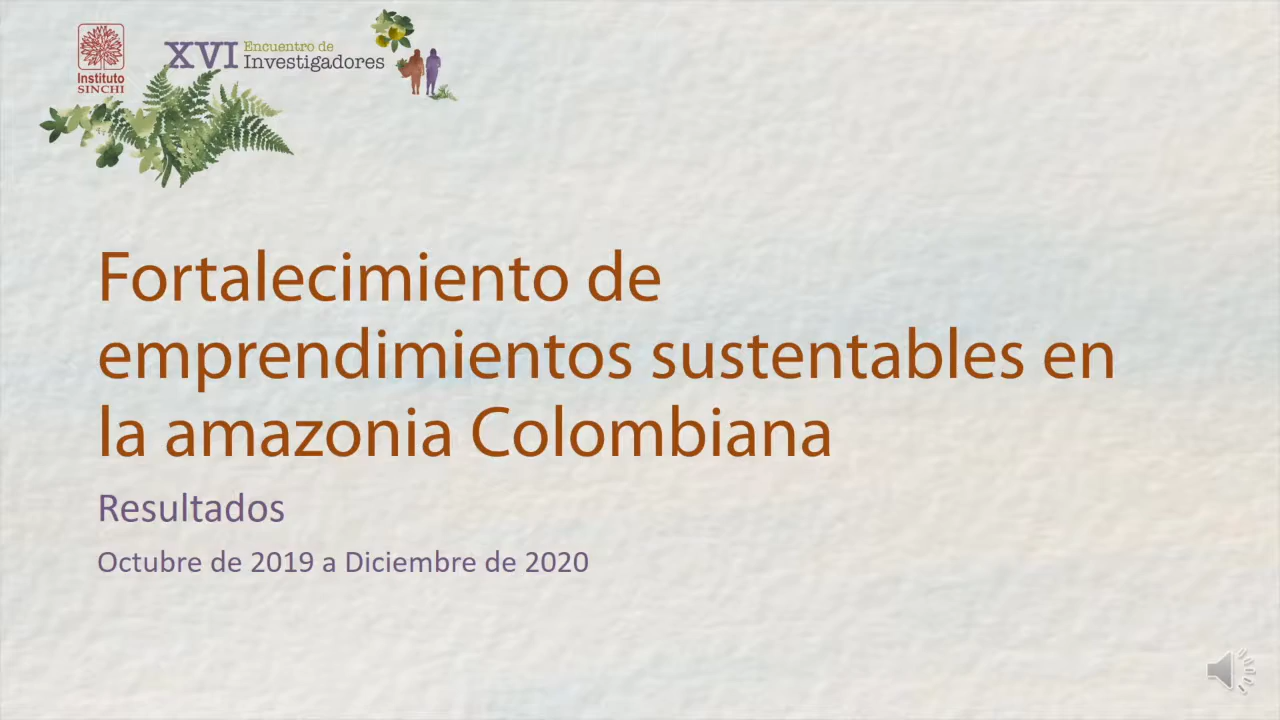 Instituto
SINCHI
XVI Encuentro de
Investigadores
Fortalecimiento de
emprendimientos sustentables en
la amazonia Colombiana
Resultados
Octubre de 2019 a Diciembre de 2020